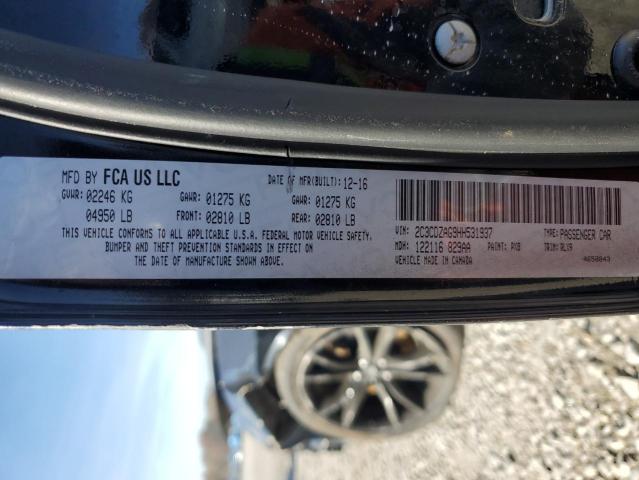 MFD BY FCA US LLC
DATE OF MFR(BUILT): 12-16
GVWR: 02246 KG GAWR: 01275 KG GAWR: 01275 KG
04950 LB FRONT: 02810 LB REAR: 02810 LB
THIS VEHICLE CONFORMS TO ALL APPLICABLE U.S.A. FEDERAL MOTOR VEHICLE SAFETY,
BUMPER AND THEFT PREVENTION STANDARDS IN EFFECT ON
THE DATE OF MANUFACTURE SHOWN ABOVE.
VIN: 2C3CDZAG9HH531937 TYPE: PASSENGER CAR
MDH: 122116 829AA PAINT: PX8 TRIM: RLX9
VEHICLE MADE IN CANADA 4658843